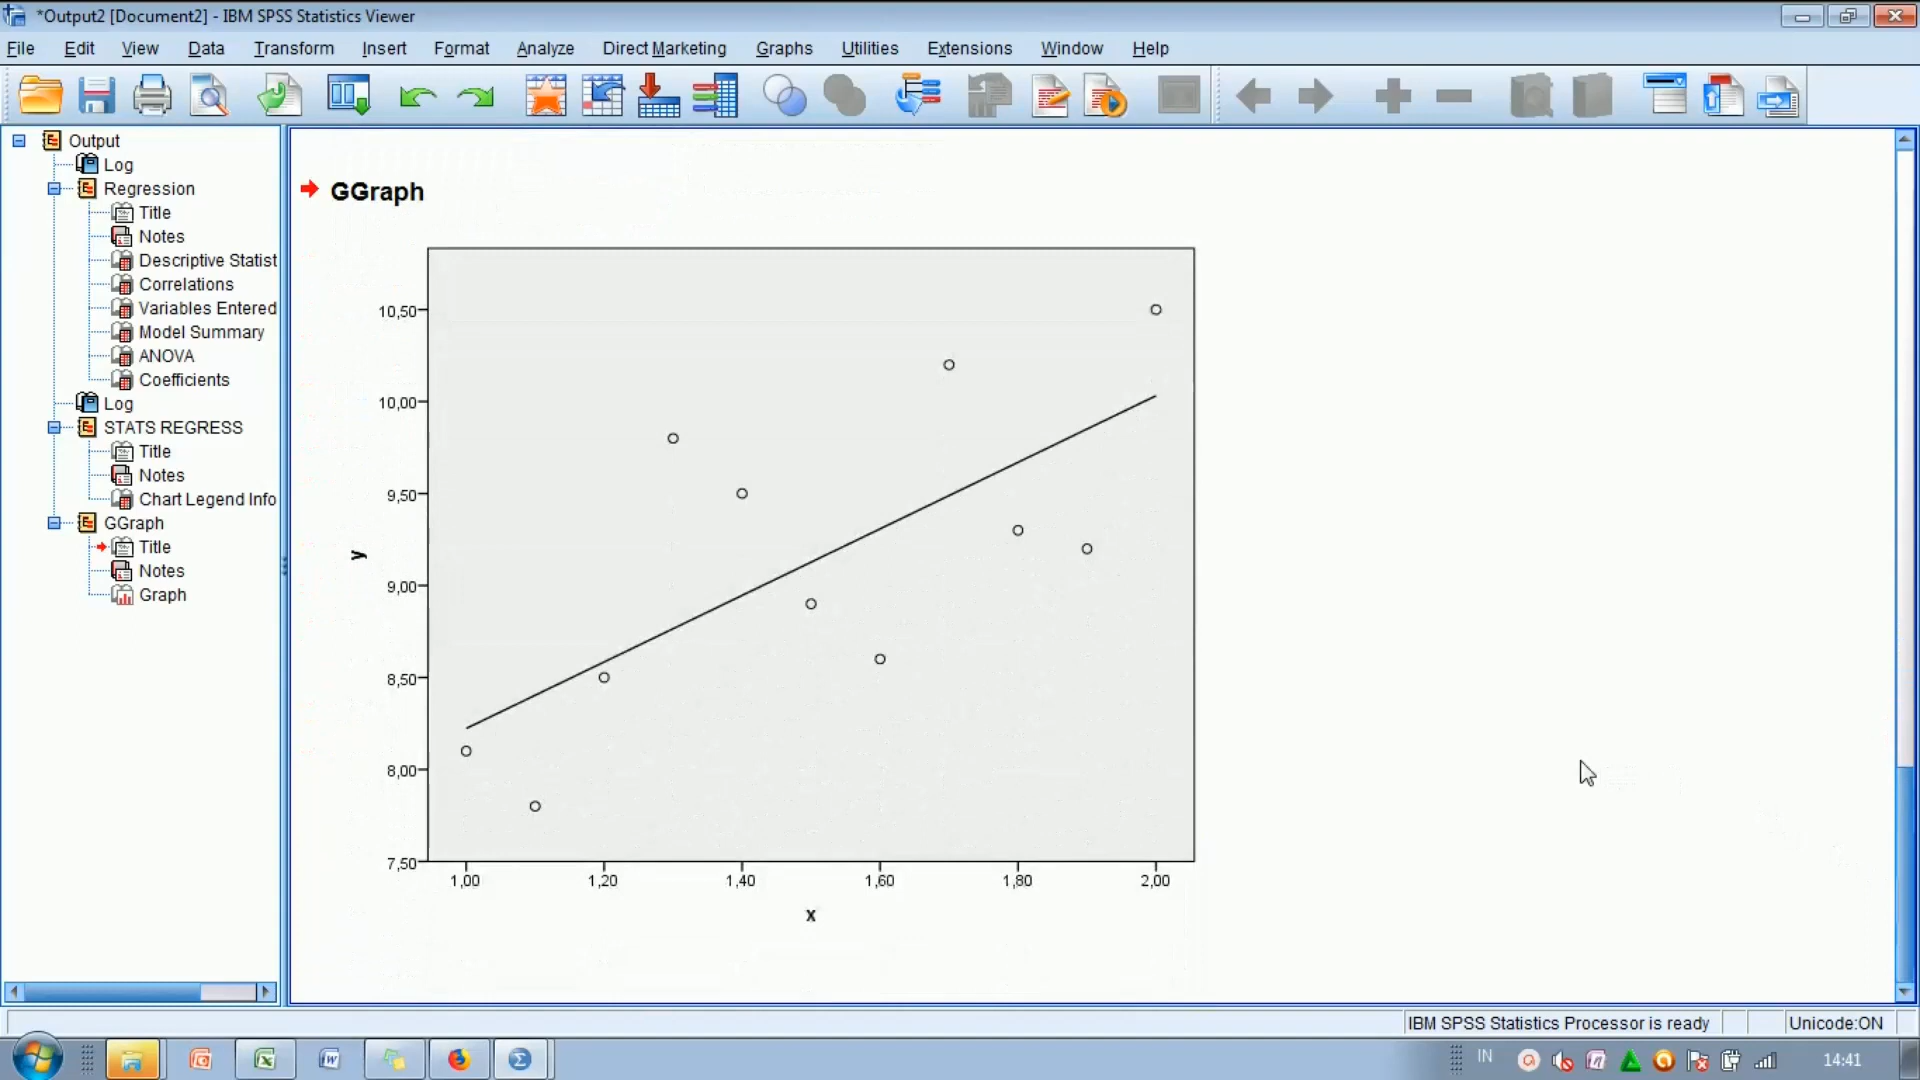 *Output2 [Document2] - IBM SPSS Statistics Viewer
File Edit View Data Transform Insert Format Analyze Direct Marketing Graphs Utilities Extensions Window Help
Output
Log
Regression
Title
Notes
Descriptive Statist
Correlations
Variables Entered
Model Summary
ANOVA
Coefficients
Log
STATS REGRESS
Title
Notes
Chart Legend Info
GGraph
Title
Notes
Graph
GGraph
10,50
10,00
9,50
9,00
8,50
8,00
7,50
y
1,00 1,20 1,40 1,60 1,80 2,00
x
IBM SPSS Statistics Processor is ready Unicode:ON
IN 14:41